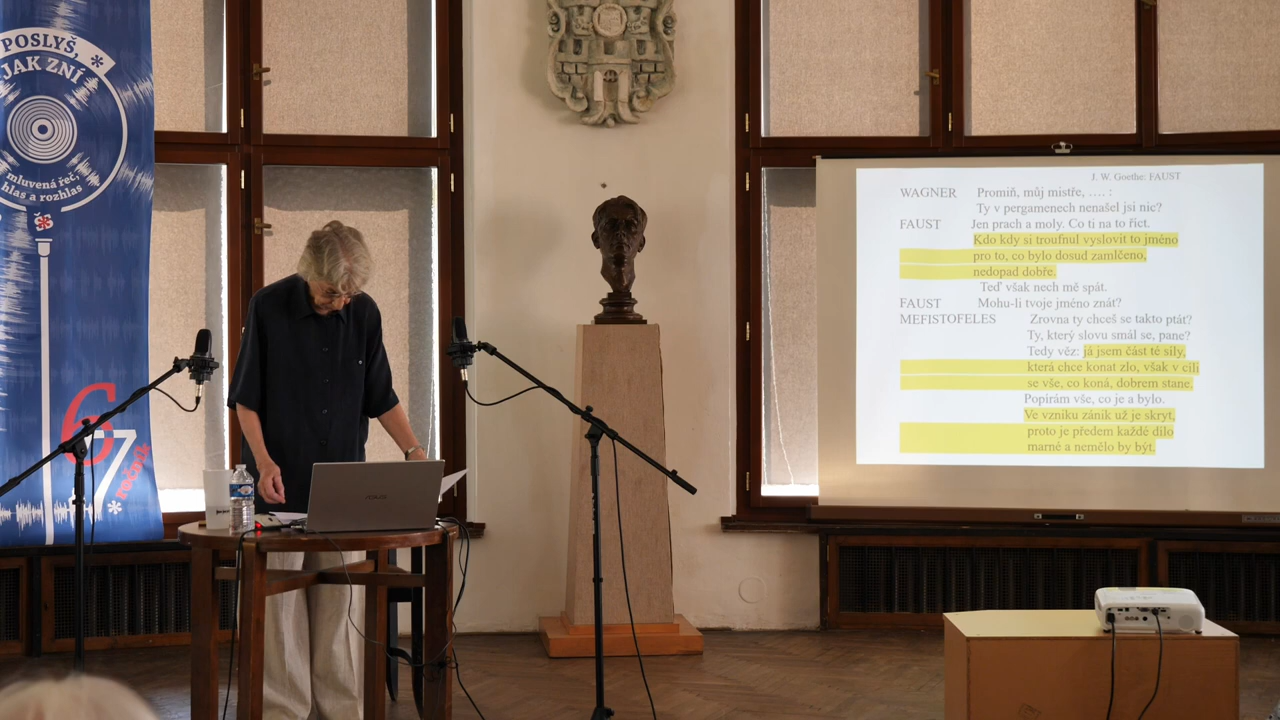 POSLYŠ,
*JAK ZNÍ*
mluvená řeč,
hlas a rozhlas
Š
67
*ročník
ASUS
J. W. Goethe: FAUST
WAGNER Promiň, můj mistře, …. :
Ty v pergamenech nenašel jsi nic?
FAUST Jen prach a moly. Co ti na to říct.
Kdo kdy si troufnul vyslovit to jméno
pro to, co bylo dosud zamlčeno,
nedopad dobře.
Teď však nech mě spát.
FAUST Mohu-li tvoje jméno znát?
MEFISTOFELES Zrovna ty chceš se takto ptát?
Ty, který slovu smál se, pane?
Tedy věz: já jsem část té síly,
která chce konat zlo, však v cíli
se vše, co koná, dobrem stane,
Popírám vše, co je a bylo.
Ve vzniku zánik už je skryt,
proto je předem každé dílo
marné a nemělo by být.